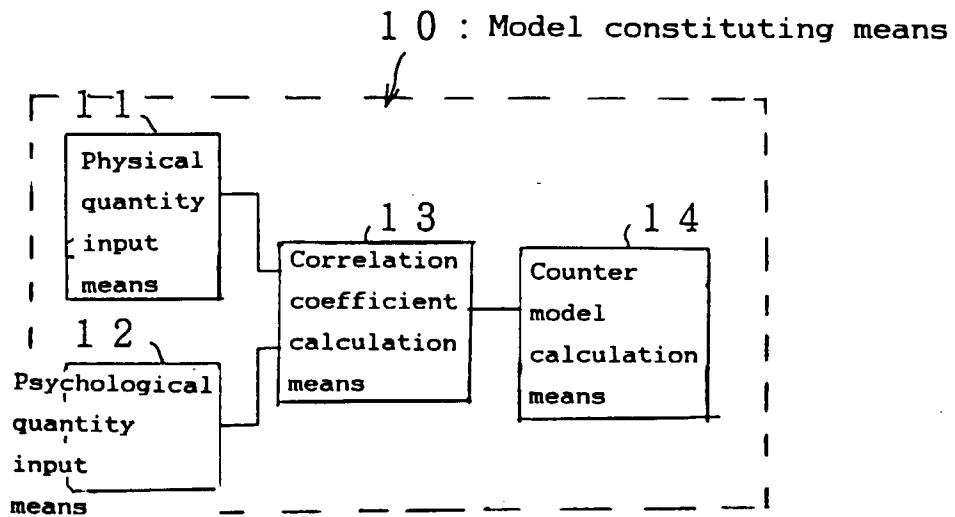 10 : Model constituting means
11
Physical
quantity
input
means
12
Psychological
quantity
input
means
13
Correlation
coefficient
calculation
means
14
Counter
model
calculation
means